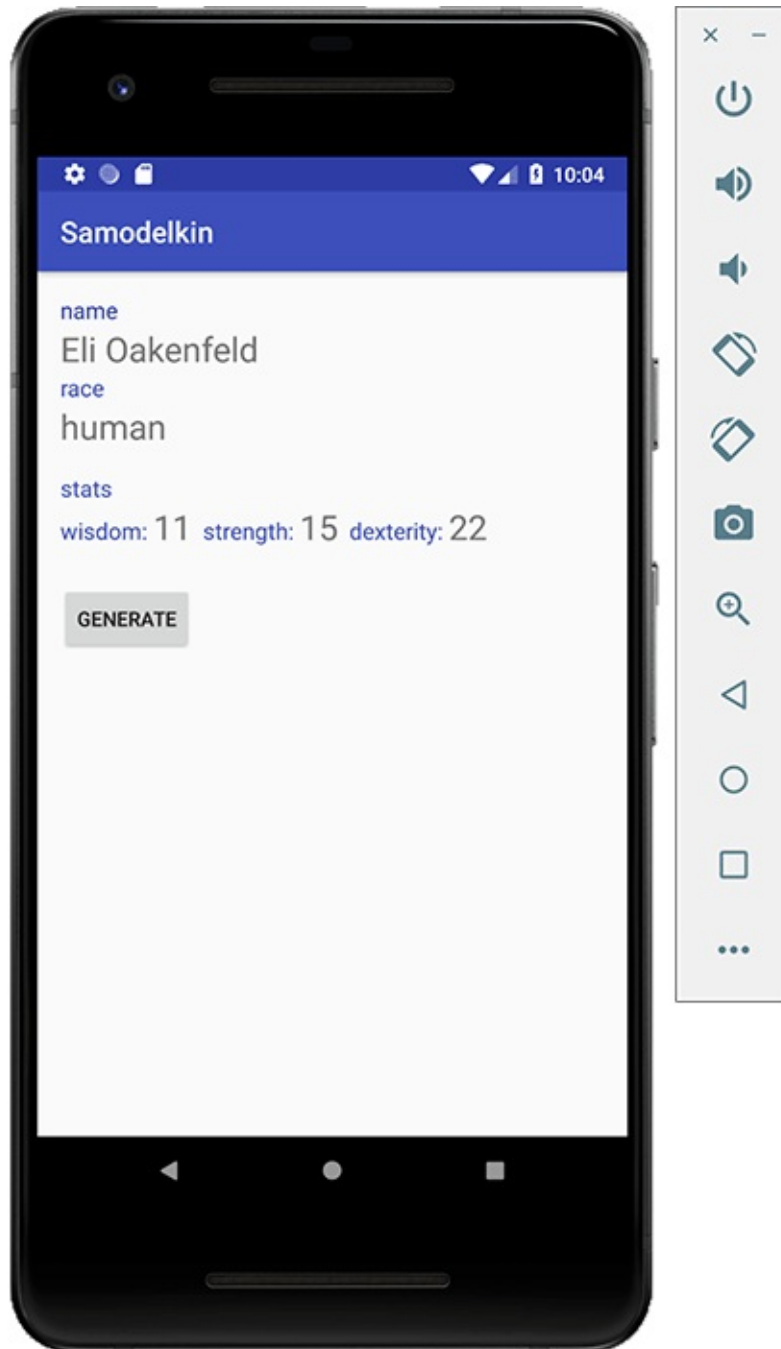 10:04
Samodelkin
name
Eli Oakenfeld
race
human
stats
wisdom: 11 strength: 15 dexterity: 22
GENERATE